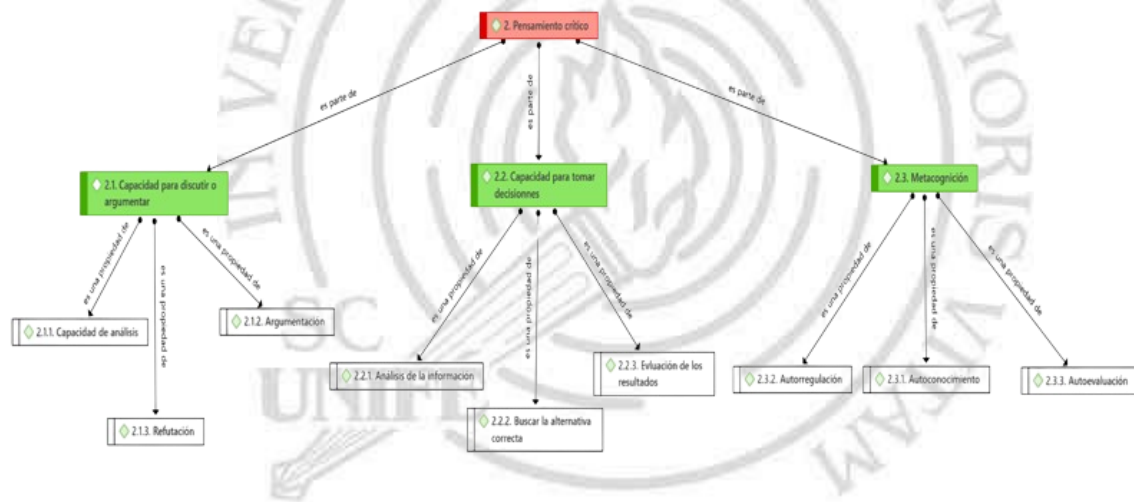 2. Pensamiento crítico
es parte de
es parte de
es parte de
2.1. Capacidad para discutir o
argumentar
2.2. Capacidad para tomar
decisionnes
2.3. Metacognición
es una propiedad de
es una propiedad de
es una propiedad de
es una propiedad de
es una propiedad de
es una propiedad de
es una propiedad de
es una propiedad de
es una propiedad de
2.1.1. Capacidad de análisis
2.1.2. Argumentación
2.1.3. Refutación
2.2.1. Análisis de la información
2.2.2. Buscar la alternativa
correcta
2.2.3. Evluación de los
resultados
2.3.2. Autorregulación
2.3.1. Autoconocimiento
2.3.3. Autoevaluación
SC
UNIFÉ
VITAM